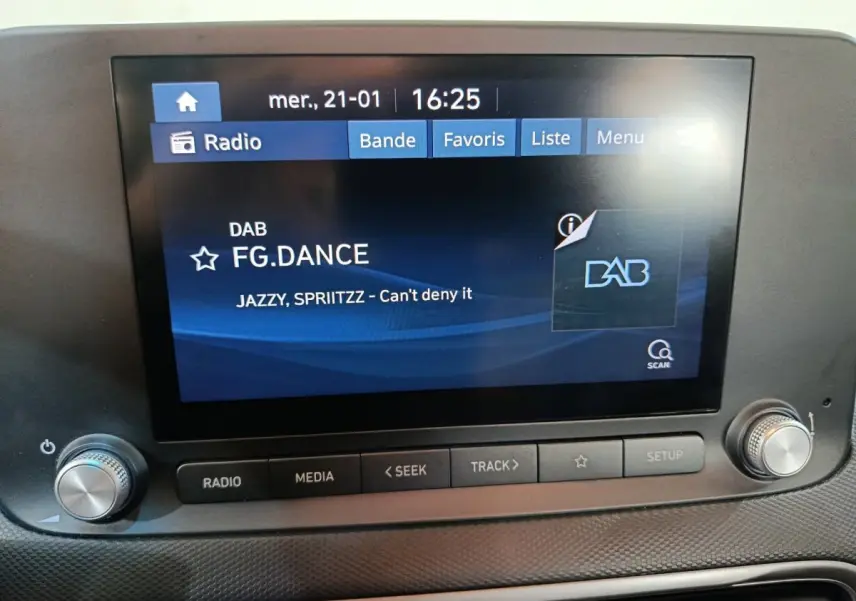 mer., 21-01 16:25
Radio Bande Favoris Liste Menu
DAB
FG.DANCE
JAZZY, SPRIITZZ - Can't deny it
i
DAB
SCAN
RADIO MEDIA < SEEK TRACK > SETUP